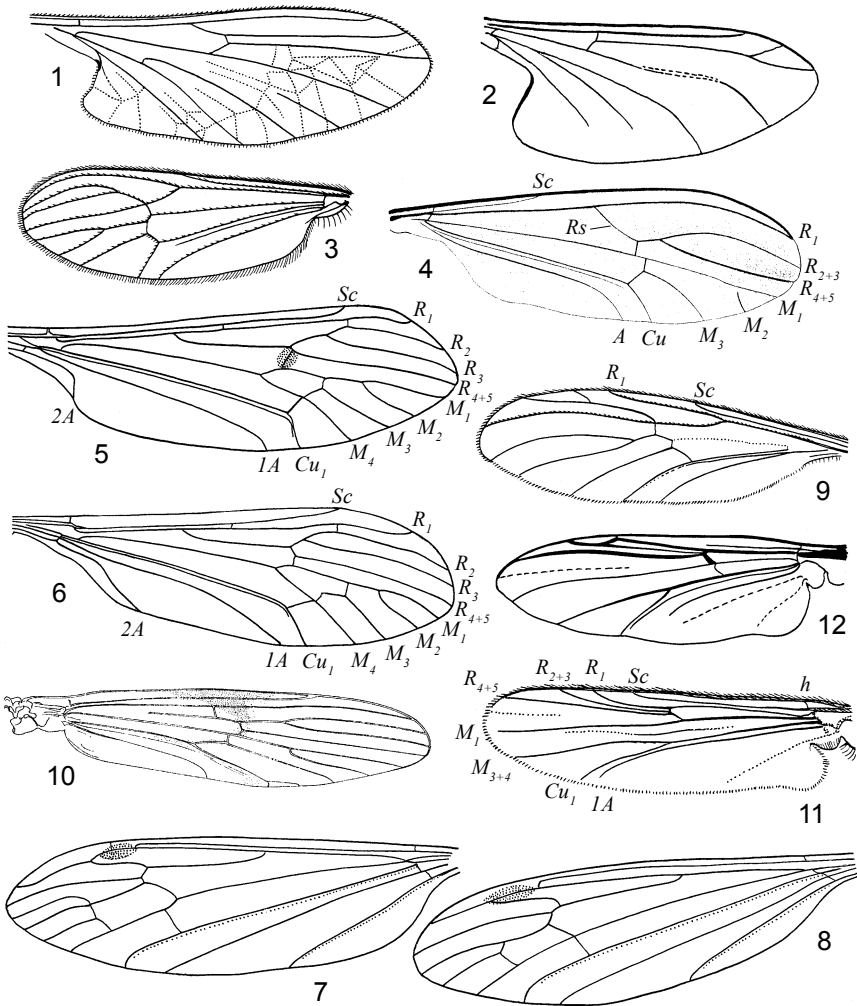 1
2
3
Sc
Rs
R1
R2+3
R4+5
M1
M2
M3
Cu
A
4
Sc
R1
R2
R3
R4+5
M1
M2
M3
M4
Cu1
1A
2A
5
R1
Sc
9
Sc
R1
R2
R3
R4+5
M1
M2
M3
M4
Cu1
1A
2A
6
12
R4+5
R2+3
R1
Sc
h
M1
M3+4
Cu1
1A
11
10
7
8